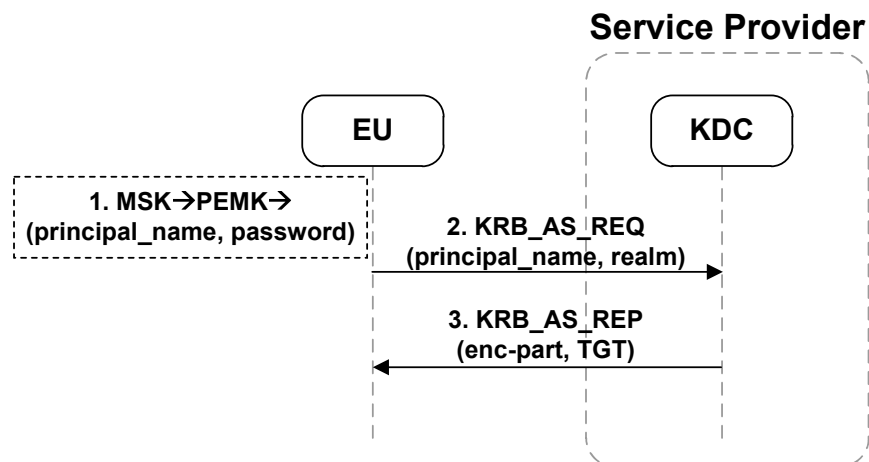 Service Provider
EU
KDC
1. MSK→PEMK→
(principal_name, password)
2. KRB_AS_REQ
(principal_name, realm)
3. KRB_AS_REP
(enc-part, TGT)